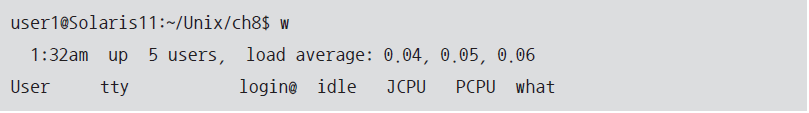 user1@Solaris11:~/Unix/ch8$ w
1:32am up 5 users, load average: 0.04, 0.05, 0.06
User tty login@ idle JCPU PCPU what